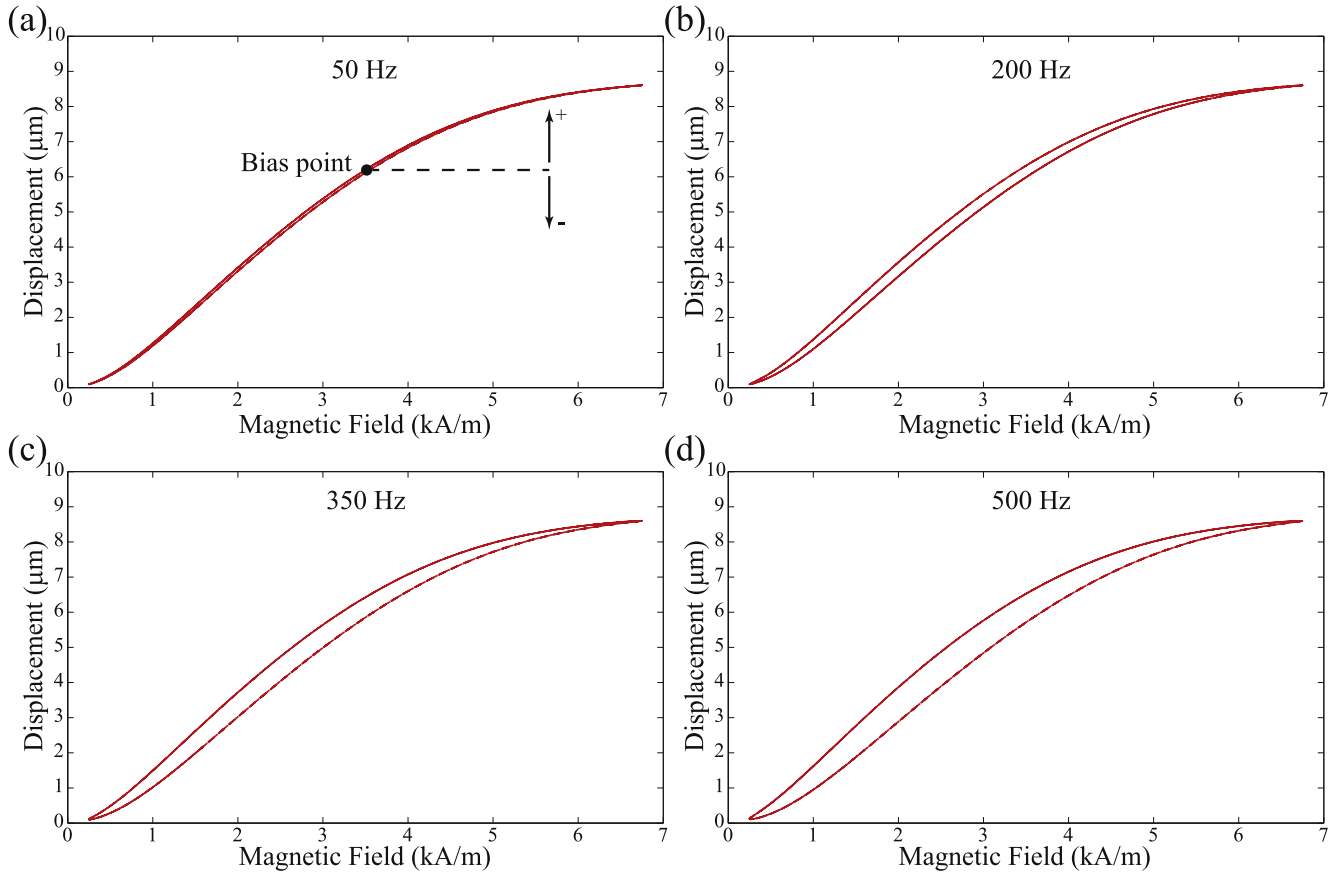 (a)
10
9
8
7
6
5
4
3
2
1
0
Displacement (μm)
50 Hz
Bias point
+
-
0 1 2 3 4 5 6 7
Magnetic Field (kA/m)
(b)
10
9
8
7
6
5
4
3
2
1
0
Displacement (μm)
200 Hz
0 1 2 3 4 5 6 7
Magnetic Field (kA/m)
(c)
10
9
8
7
6
5
4
3
2
1
0
Displacement (μm)
350 Hz
0 1 2 3 4 5 6 7
Magnetic Field (kA/m)
(d)
10
9
8
7
6
5
4
3
2
1
0
Displacement (μm)
500 Hz
0 1 2 3 4 5 6 7
Magnetic Field (kA/m)